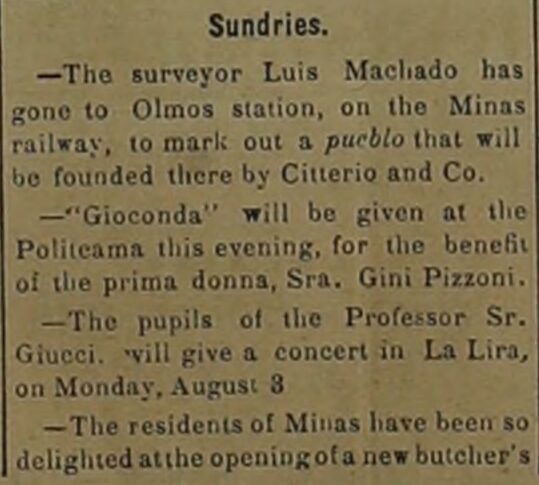 Sundries.
—The surveyor Luis Machado has
gone to Olmos station, on the Minas
railway, to mark out a pueblo that will
be founded there by Citterio and Co.
—"Gioconda" will be given at the
Politeama this evening, for the benefit
of the prima donna, Sra. Gini Pizzoni.
—The pupils of the Professor Sr.
Giucci. will give a concert in La Lira,
on Monday, August 3
—The residents of Minas have been so
delighted at the opening of a new butcher's